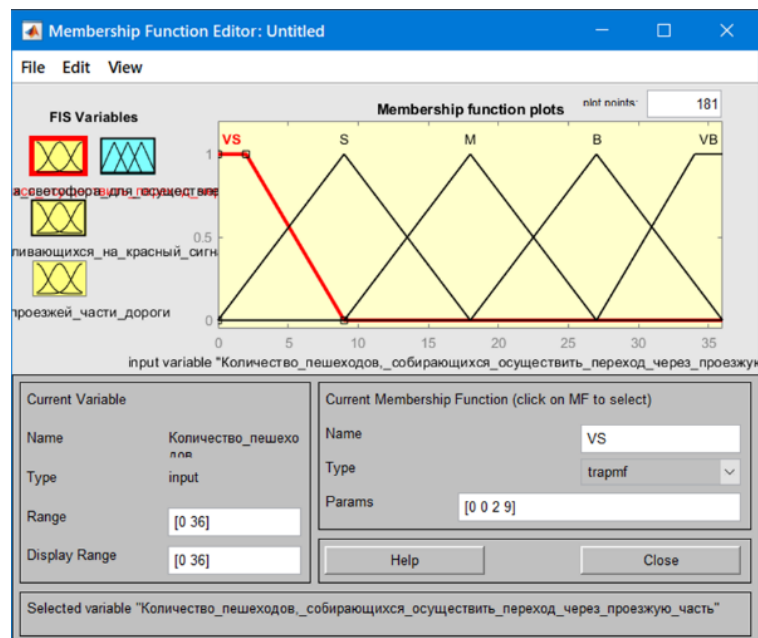 Membership Function Editor: Untitled
File Edit View
FIS Variables
Membership function plots
plot points:
181
VS S M B VB
1
0.5
0
0 5 10 15 20 25 30 35
ливающихся_на_красный_сигн
проезжей_части_дороги
input variable "Количество_пешеходов,_собирающихся_осуществить_переход_через_проезжую
Current Variable
Name Количество_пешехо
дов
Type input
Range [0 36]
Display Range [0 36]
Current Membership Function (click on MF to select)
Name VS
Type trapmf
Params [0 0 2 9]
Help Close
Selected variable "Количество_пешеходов,_собирающихся_осуществить_переход_через_проезжую_часть"